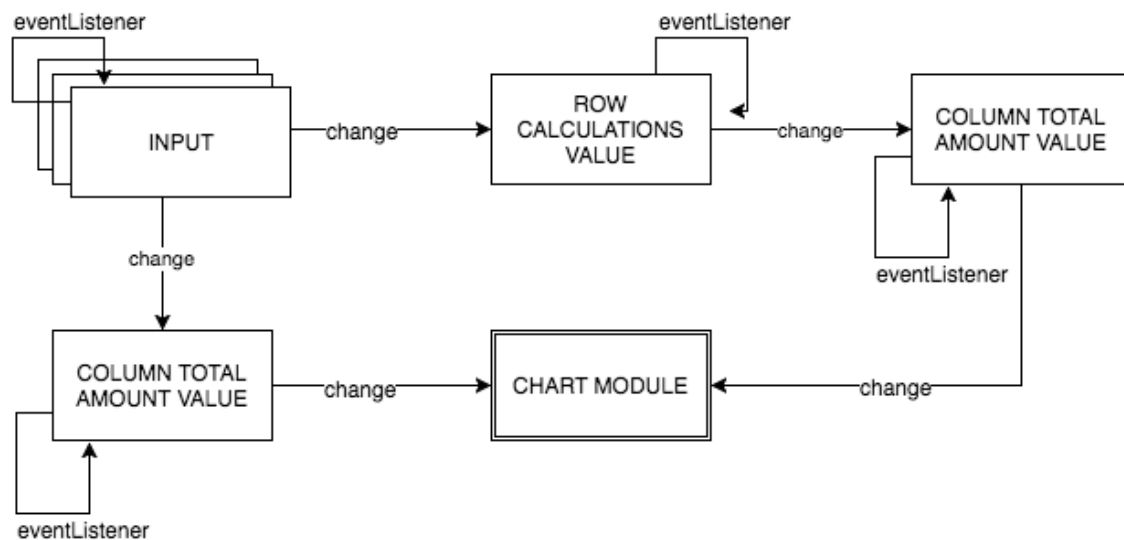 eventListener
eventListener
INPUT
change
ROW
CALCULATIONS
VALUE
change
COLUMN TOTAL
AMOUNT VALUE
change
eventListener
COLUMN TOTAL
AMOUNT VALUE
change
CHART MODULE
change
eventListener